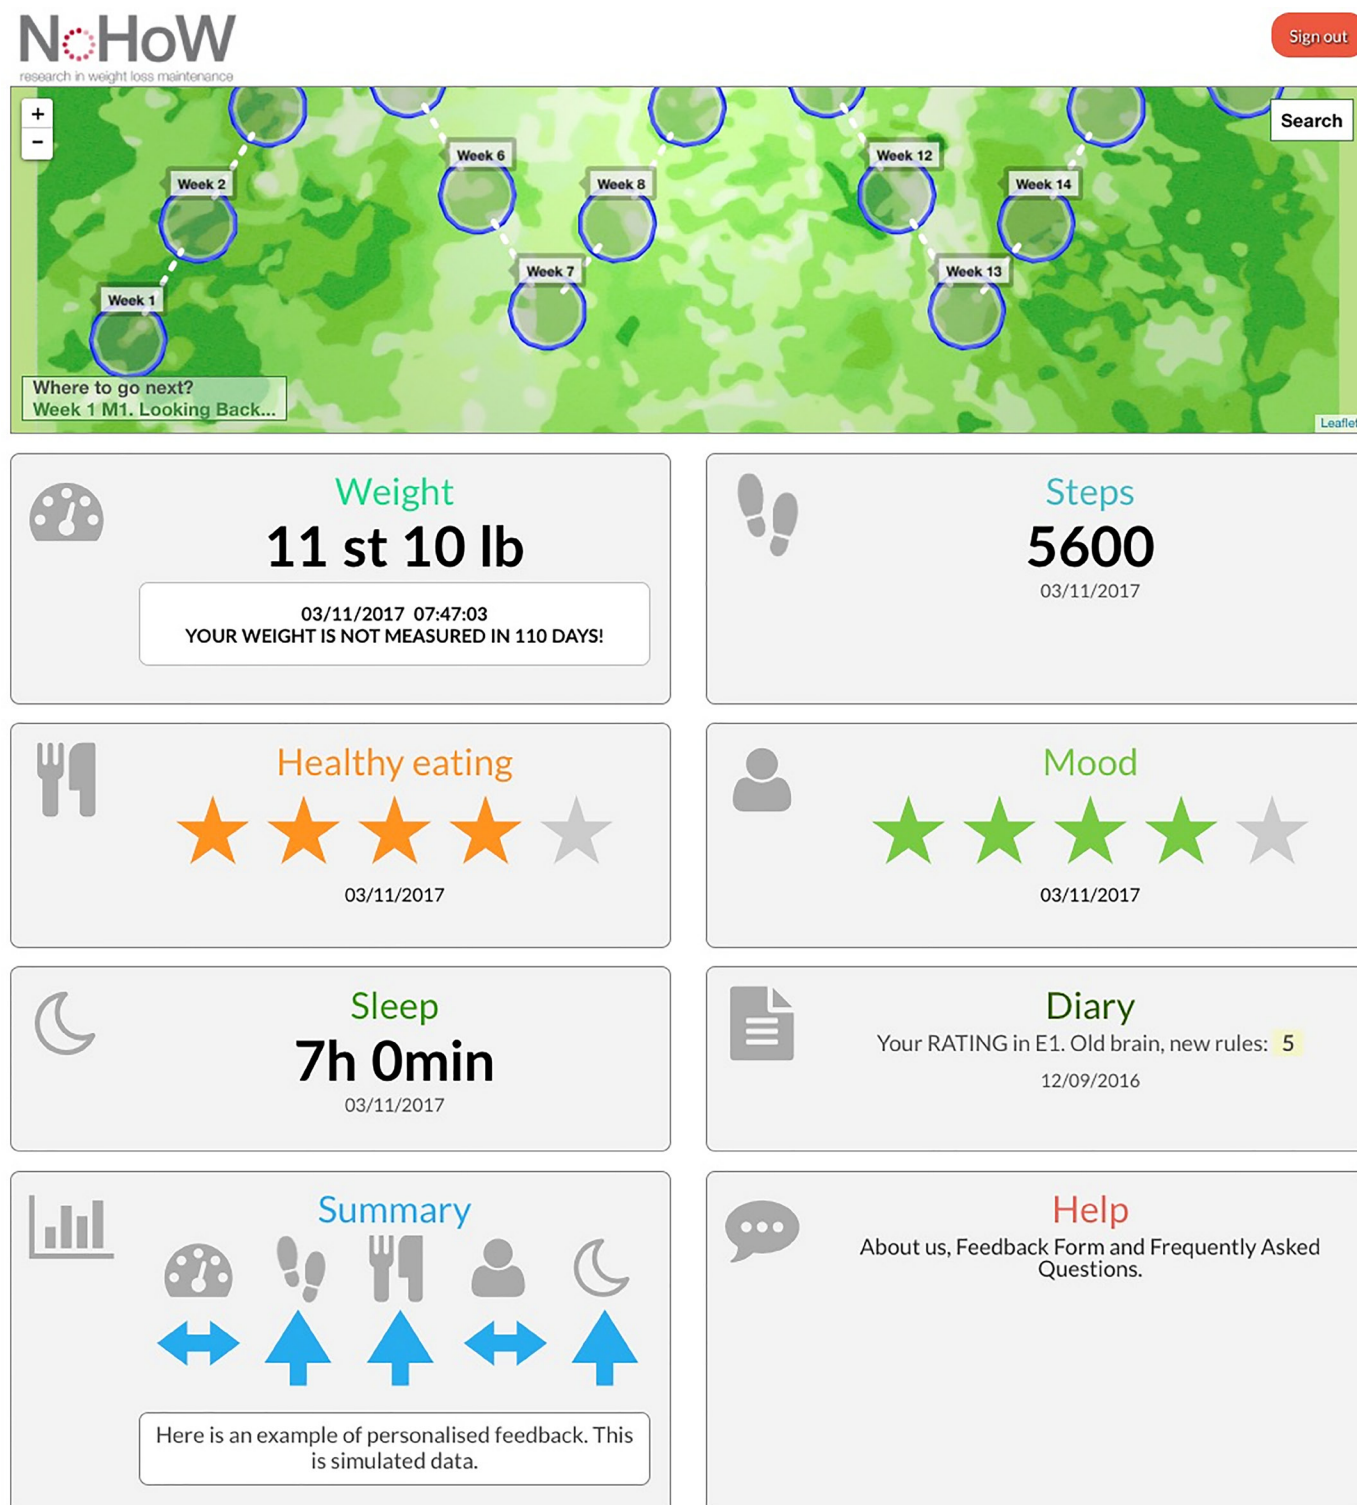 NoHoW
research in weight loss maintenance
Sign out
+
−
Search
Week 6
Week 12
Week 2
Week 8
Week 14
Week 7
Week 13
Week 1
Where to go next?
Week 1 M1. Looking Back...
Leaflet
Weight
11 st 10 lb
03/11/2017 07:47:03
YOUR WEIGHT IS NOT MEASURED IN 110 DAYS!
Steps
5600
03/11/2017
Healthy eating
03/11/2017
Mood
03/11/2017
Sleep
7h 0min
03/11/2017
Diary
Your RATING in E1. Old brain, new rules: 5
12/09/2016
Summary
Here is an example of personalised feedback. This
is simulated data.
Help
About us, Feedback Form and Frequently Asked
Questions.